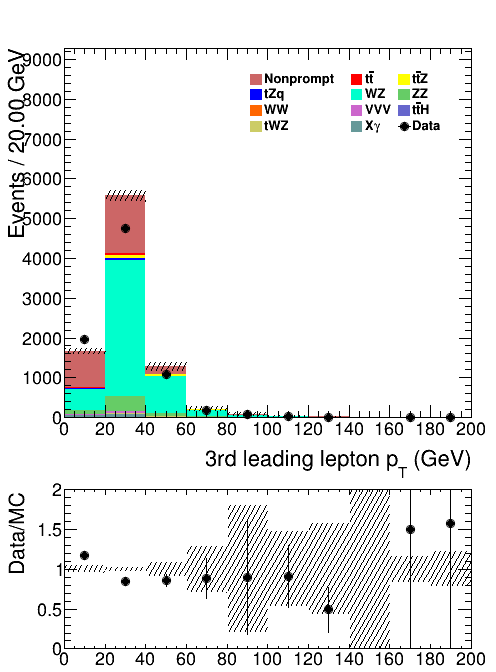 Events / 20.00 GeV
9000
8000
7000
6000
5000
4000
3000
2000
1000
0
Nonprompt tt̄ tt̄Z
tZq WZ ZZ
WW VVV tt̄H
tWZ Xγ Data
0 20 40 60 80 100 120 140 160 180 200
3rd leading lepton p_T (GeV)
Data/MC
2
1.5
1
0.5
0
0 20 40 60 80 100 120 140 160 180 200